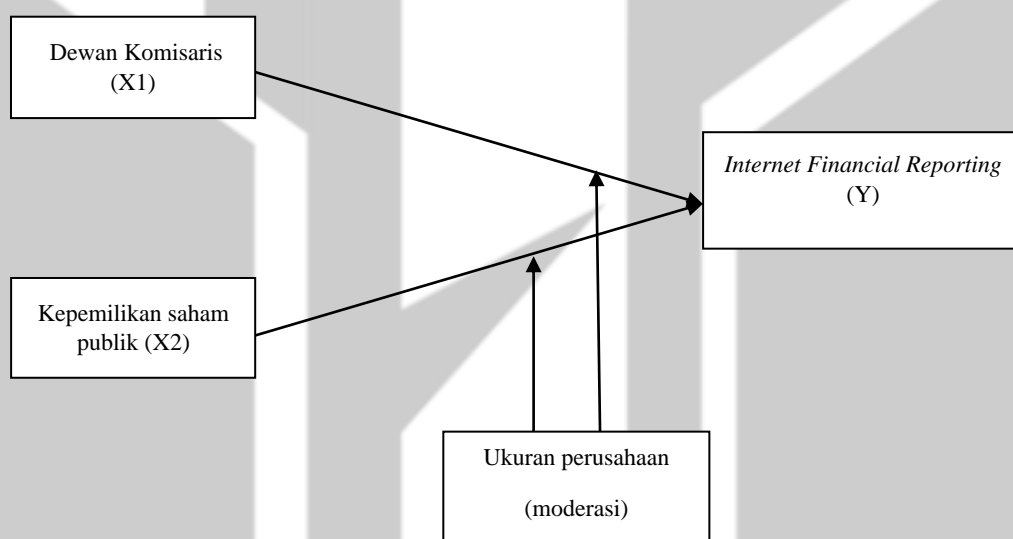 Dewan Komisaris
(X1)
Internet Financial Reporting
(Y)
Kepemilikan saham
publik (X2)
Ukuran perusahaan
(moderasi)